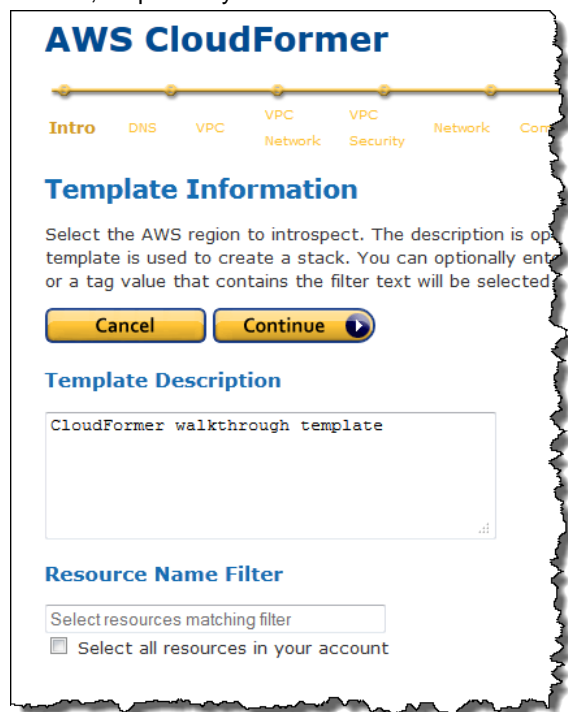 AWS CloudFormer
Intro DNS VPC VPC Network VPC Security Network
Template Information
Select the AWS region to introspect. The description is
template is used to create a stack. You can optionally
or a tag value that contains the filter text will be selected
Cancel Continue
Template Description
CloudFormer walkthrough template
Resource Name Filter
Select resources matching filter
Select all resources in your account